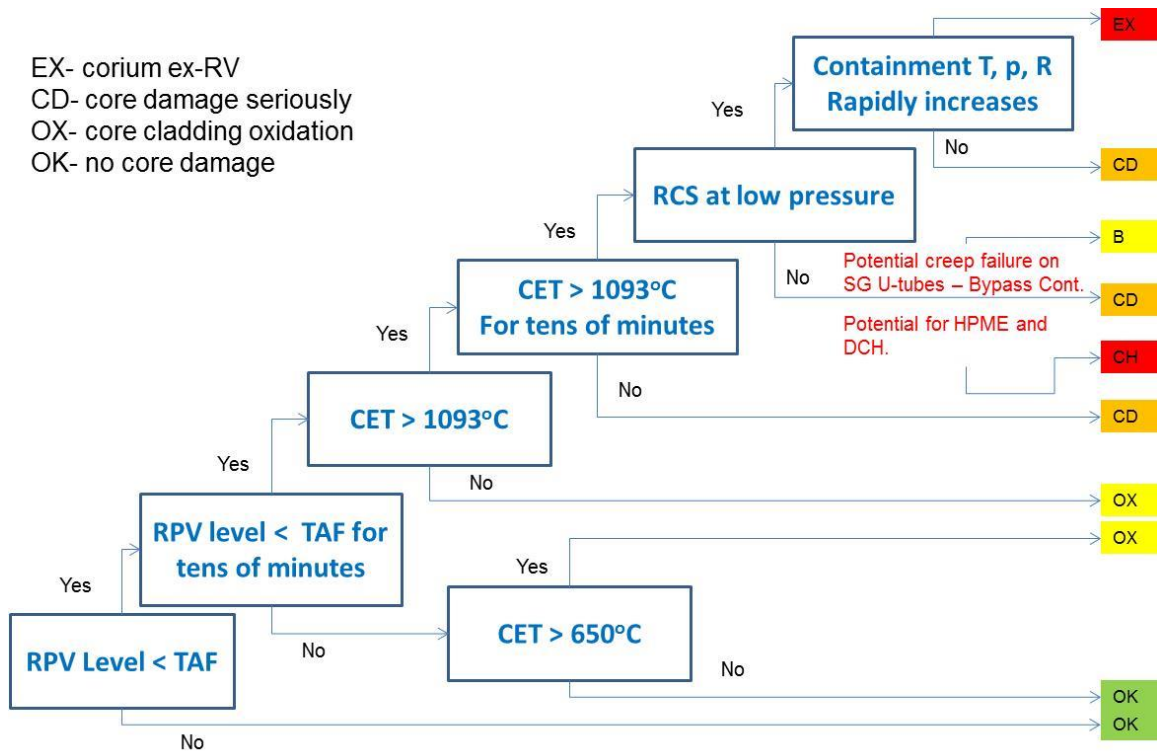 EX- corium ex-RV
CD- core damage seriously
OX- core cladding oxidation
OK- no core damage
EX
Containment T, p, R
Rapidly increases
Yes
No
CD
RCS at low pressure
Yes
B
No
Potential creep failure on
SG U-tubes – Bypass Cont.
CD
CET > 1093°C
For tens of minutes
Potential for HPME and
DCH.
Yes
CH
No
CET > 1093°C
CD
Yes
No
OX
RPV level < TAF for
tens of minutes
OX
Yes
Yes
CET > 650°C
No
RPV Level < TAF
No
OK
OK
No